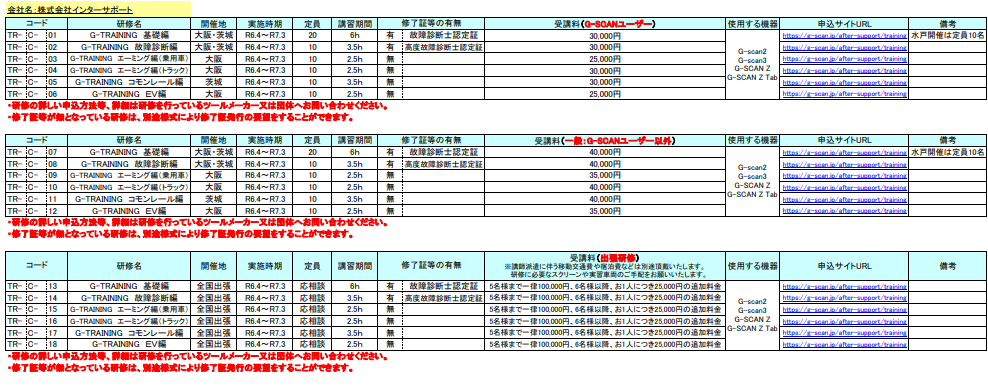 会社名:株式会社インターサポート
コード 研修名 開催地 実施時期 定員 講習期間 修了証等の有無 受講料(G-SCANユーザー) 使用する機器 申込サイトURL 備考
TR- C- 01 G-TRAINING 基礎編 大阪・茨城 R6.4~R7.3 20 6h 有 故障診断士認定証 30,000円 https://g-scan.jp/after-support/training 水戸開催は定員10名
TR- C- 02 G-TRAINING 故障診断編 大阪・茨城 R6.4~R7.3 10 3.5h 有 高度故障診断士認定証 30,000円 https://g-scan.jp/after-support/training
TR- C- 03 G-TRAINING エーミング編(乗用車) 大阪 R6.4~R7.3 10 2.5h 無 25,000円 https://g-scan.jp/after-support/training
TR- C- 04 G-TRAINING エーミング編(トラック) 大阪 R6.4~R7.3 10 2.5h 無 30,000円 https://g-scan.jp/after-support/training
TR- C- 05 G-TRAINING コモンレール編 茨城 R6.4~R7.3 10 3.5h 無 30,000円 https://g-scan.jp/after-support/training
TR- C- 06 G-TRAINING EV編 大阪 R6.4~R7.3 10 2.5h 無 25,000円 https://g-scan.jp/after-support/training
G-scan2
G-scan3
G-SCAN Z
G-SCAN Z Tab
・研修の詳しい申込方法等、詳細は研修を行っているツールメーカー又は団体へお問い合わせください。
・修了証等が無となっている研修は、別途様式により修了証発行の要望をすることができます。
コード 研修名 開催地 実施時期 定員 講習期間 修了証等の有無 受講料(一般:G-SCANユーザー以外) 使用する機器 申込サイトURL 備考
TR- C- 07 G-TRAINING 基礎編 大阪・茨城 R6.4~R7.3 20 6h 有 故障診断士認定証 40,000円 https://g-scan.jp/after-support/training 水戸開催は定員10名
TR- C- 08 G-TRAINING 故障診断編 大阪・茨城 R6.4~R7.3 10 3.5h 有 高度故障診断士認定証 40,000円 https://g-scan.jp/after-support/training
TR- C- 09 G-TRAINING エーミング編(乗用車) 大阪 R6.4~R7.3 10 2.5h 無 35,000円 https://g-scan.jp/after-support/training
TR- C- 10 G-TRAINING エーミング編(トラック) 大阪 R6.4~R7.3 10 2.5h 無 40,000円 https://g-scan.jp/after-support/training
TR- C- 11 G-TRAINING コモンレール編 茨城 R6.4~R7.3 10 3.5h 無 40,000円 https://g-scan.jp/after-support/training
TR- C- 12 G-TRAINING EV編 大阪 R6.4~R7.3 10 2.5h 無 35,000円 https://g-scan.jp/after-support/training
G-scan2
G-scan3
G-SCAN Z
G-SCAN Z Tab
・研修の詳しい申込方法等、詳細は研修を行っているツールメーカー又は団体へお問い合わせください。
・修了証等が無となっている研修は、別途様式により修了証発行の要望をすることができます。
コード 研修名 開催地 実施時期 定員 講習期間 修了証等の有無 受講料(出張研修) 使用する機器 申込サイトURL 備考
※講師派遣に伴う移動交通費や宿泊費などは別途頂戴いたします。
研修に必要なスクリーンや実習車両のご手配をお願いいたします。
TR- C- 13 G-TRAINING 基礎編 全国出張 R6.4~R7.3 応相談 6h 有 故障診断士認定証 5名様まで一律100,000円、6名様以降、お1人につき25,000円の追加料金 https://g-scan.jp/after-support/training
TR- C- 14 G-TRAINING 故障診断編 全国出張 R6.4~R7.3 応相談 3.5h 有 高度故障診断士認定証 5名様まで一律100,000円、6名様以降、お1人につき25,000円の追加料金 https://g-scan.jp/after-support/training
TR- C- 15 G-TRAINING エーミング編(乗用車) 全国出張 R6.4~R7.3 応相談 2.5h 無 5名様まで一律100,000円、6名様以降、お1人につき25,000円の追加料金 https://g-scan.jp/after-support/training
TR- C- 16 G-TRAINING エーミング編(トラック) 全国出張 R6.4~R7.3 応相談 2.5h 無 5名様まで一律100,000円、6名様以降、お1人につき25,000円の追加料金 https://g-scan.jp/after-support/training
TR- C- 17 G-TRAINING コモンレール編 全国出張 R6.4~R7.3 応相談 3.5h 無 5名様まで一律100,000円、6名様以降、お1人につき25,000円の追加料金 https://g-scan.jp/after-support/training
TR- C- 18 G-TRAINING EV編 全国出張 R6.4~R7.3 応相談 2.5h 無 5名様まで一律100,000円、6名様以降、お1人につき25,000円の追加料金 https://g-scan.jp/after-support/training
G-scan2
G-scan3
G-SCAN Z
G-SCAN Z Tab
・研修の詳しい申込方法等、詳細は研修を行っているツールメーカー又は団体へお問い合わせください。
・修了証等が無となっている研修は、別途様式により修了証発行の要望をすることができます。